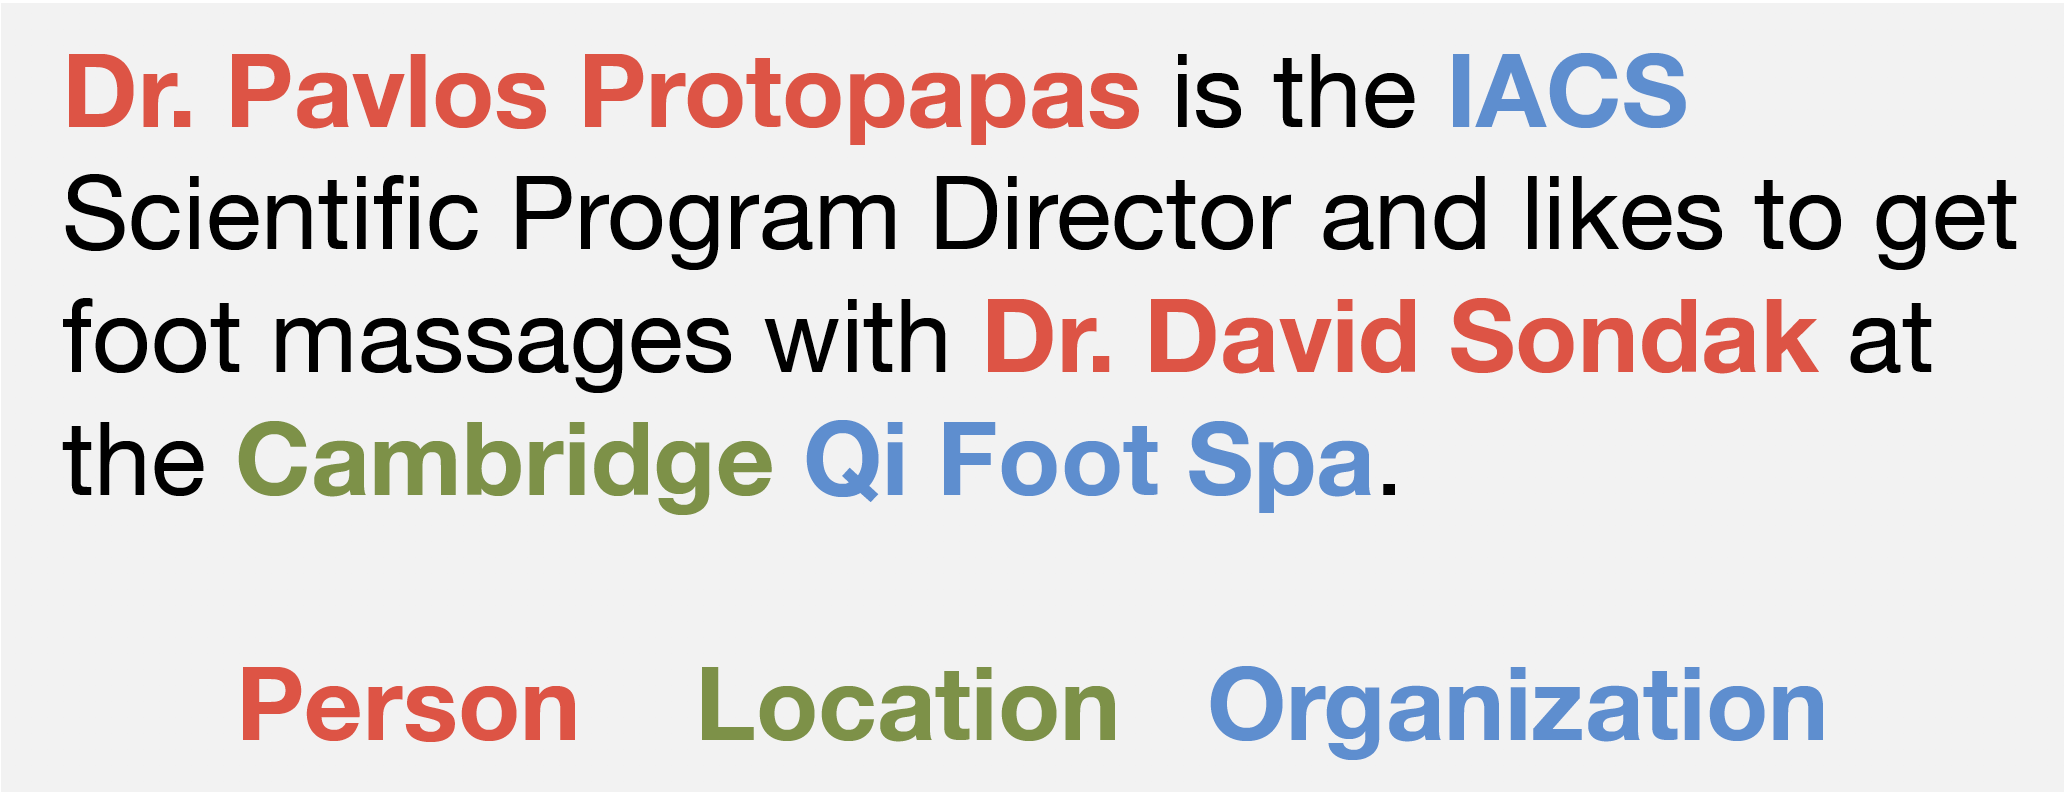 Dr. Pavlos Protopapas is the IACS
Scientific Program Director and likes to get
foot massages with Dr. David Sondak at
the Cambridge Qi Foot Spa.
Person Location Organization